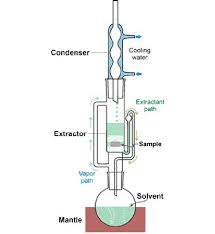 Condenser
Cooling
water
Extractant
path
Extractor
Sample
Vapor
path
Solvent
Mantle